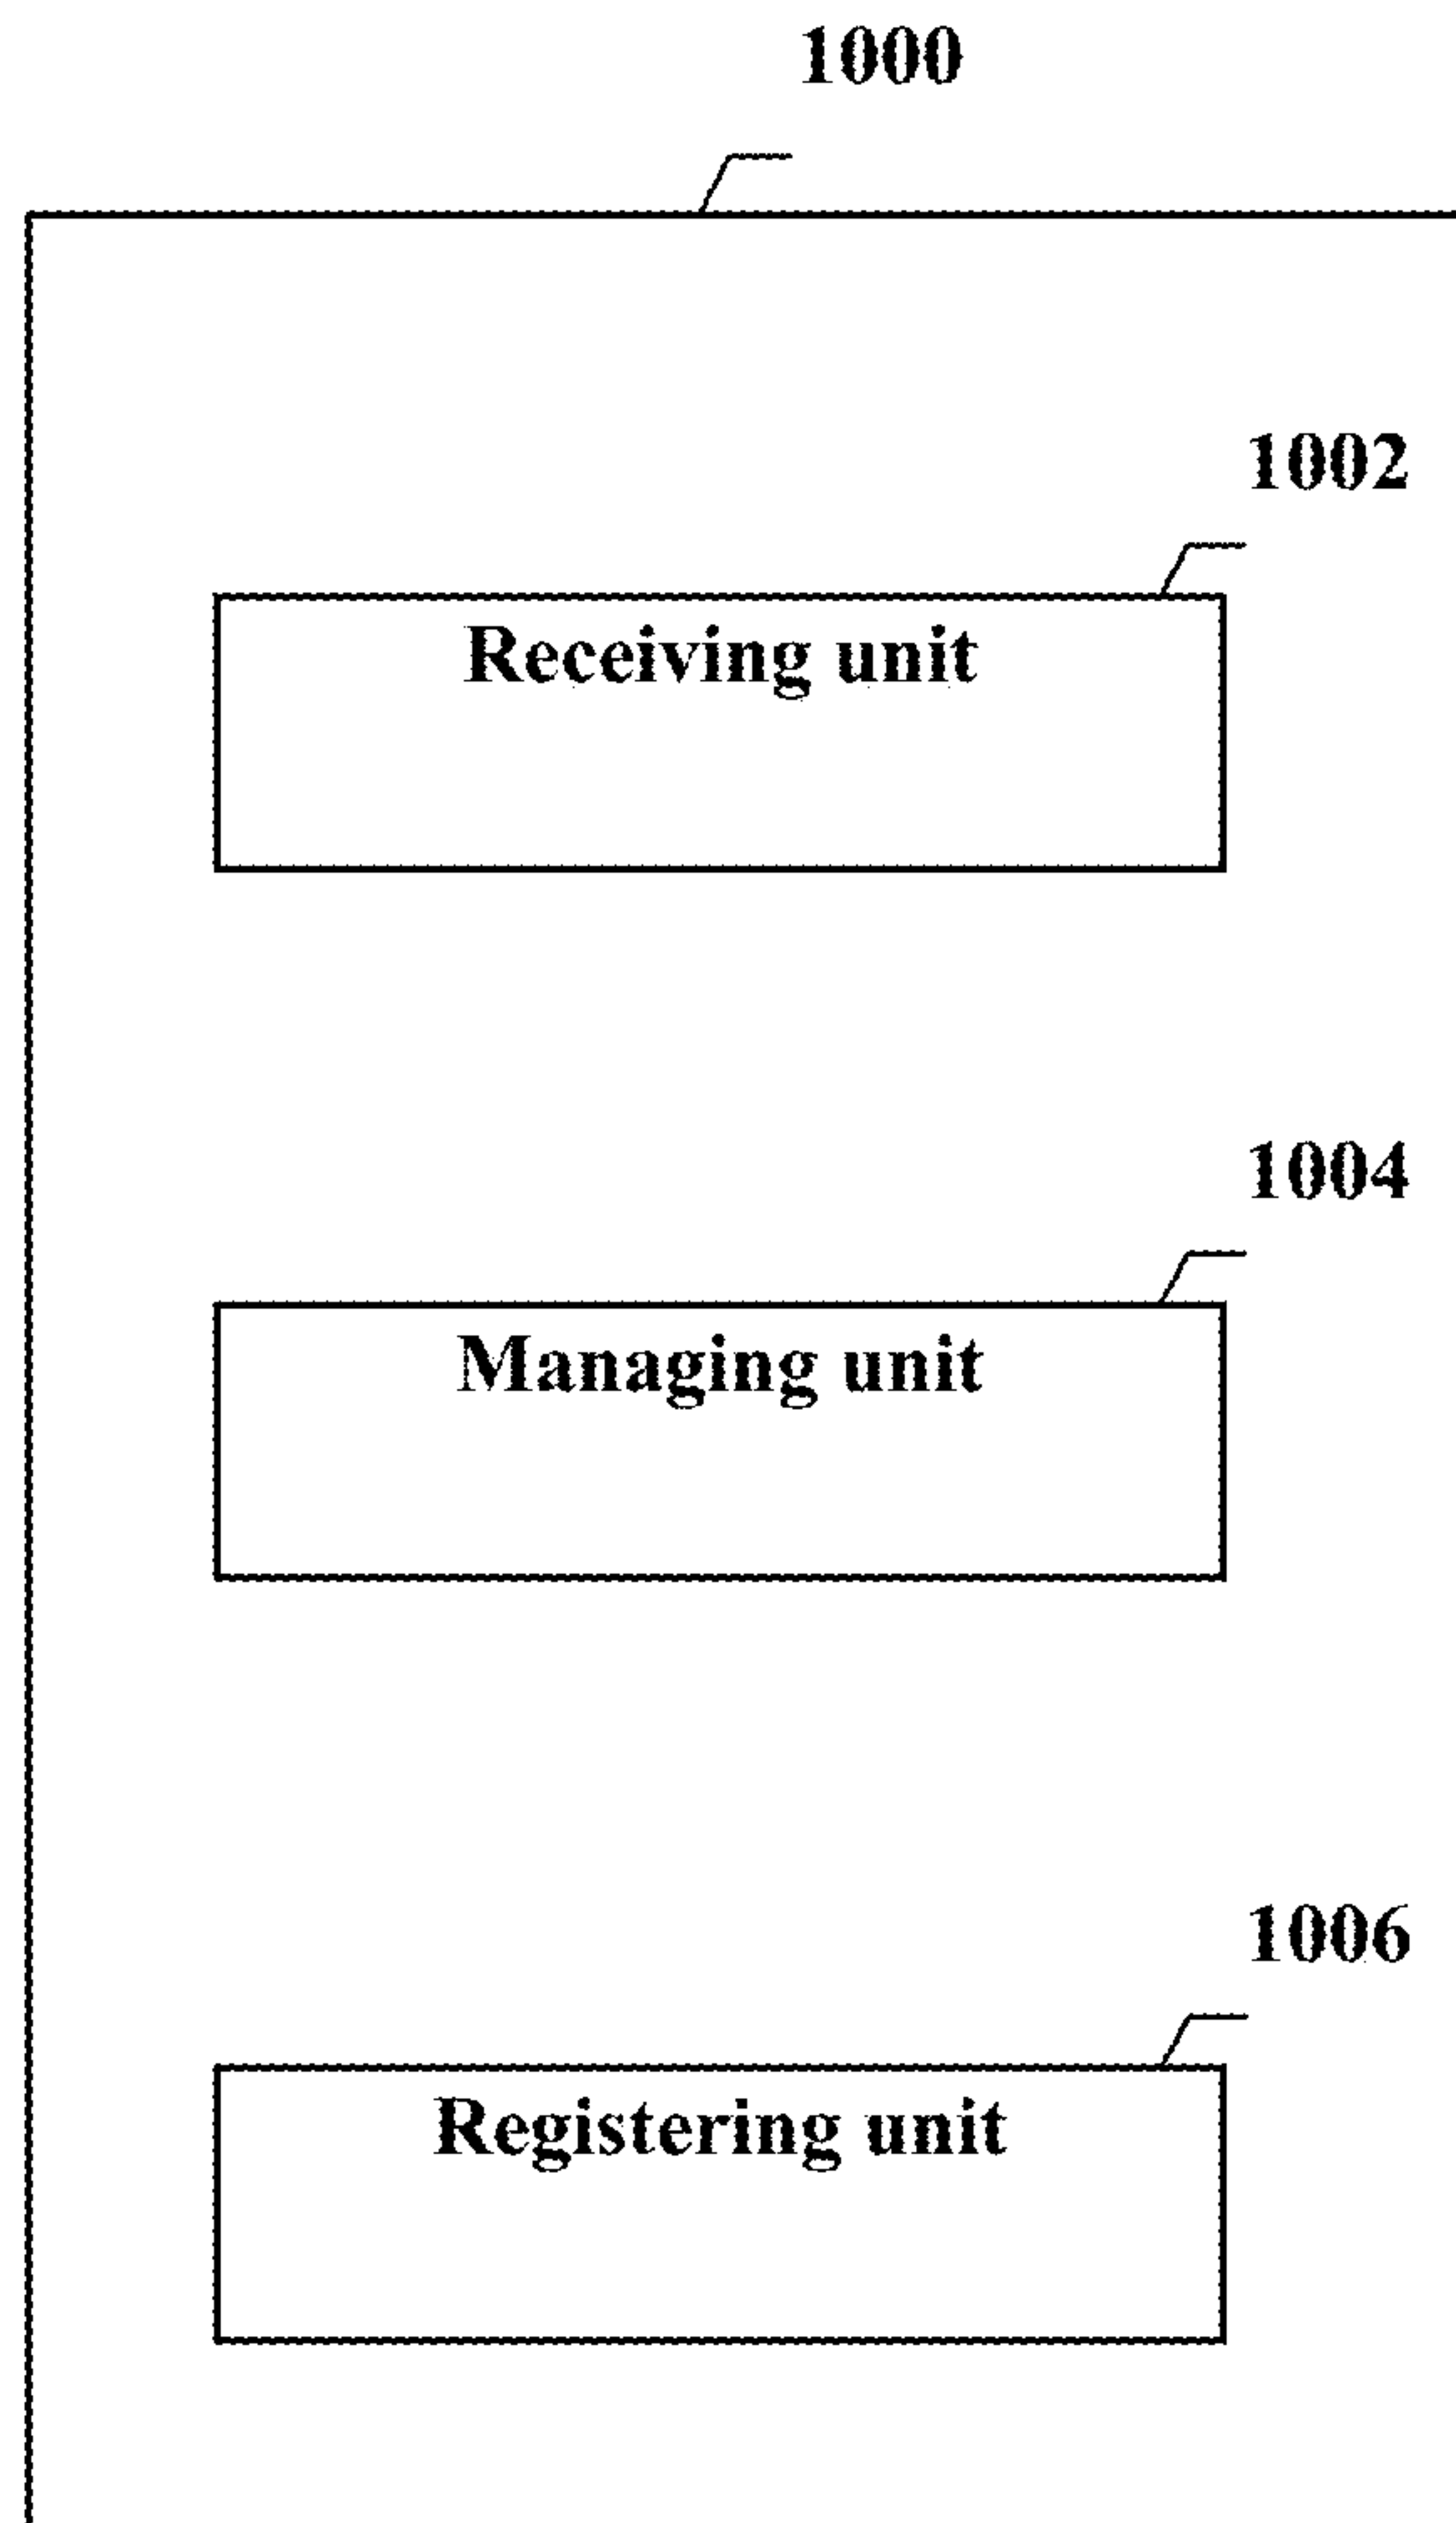 1000
1002
Receiving unit
1004
Managing unit
1006
Registering unit